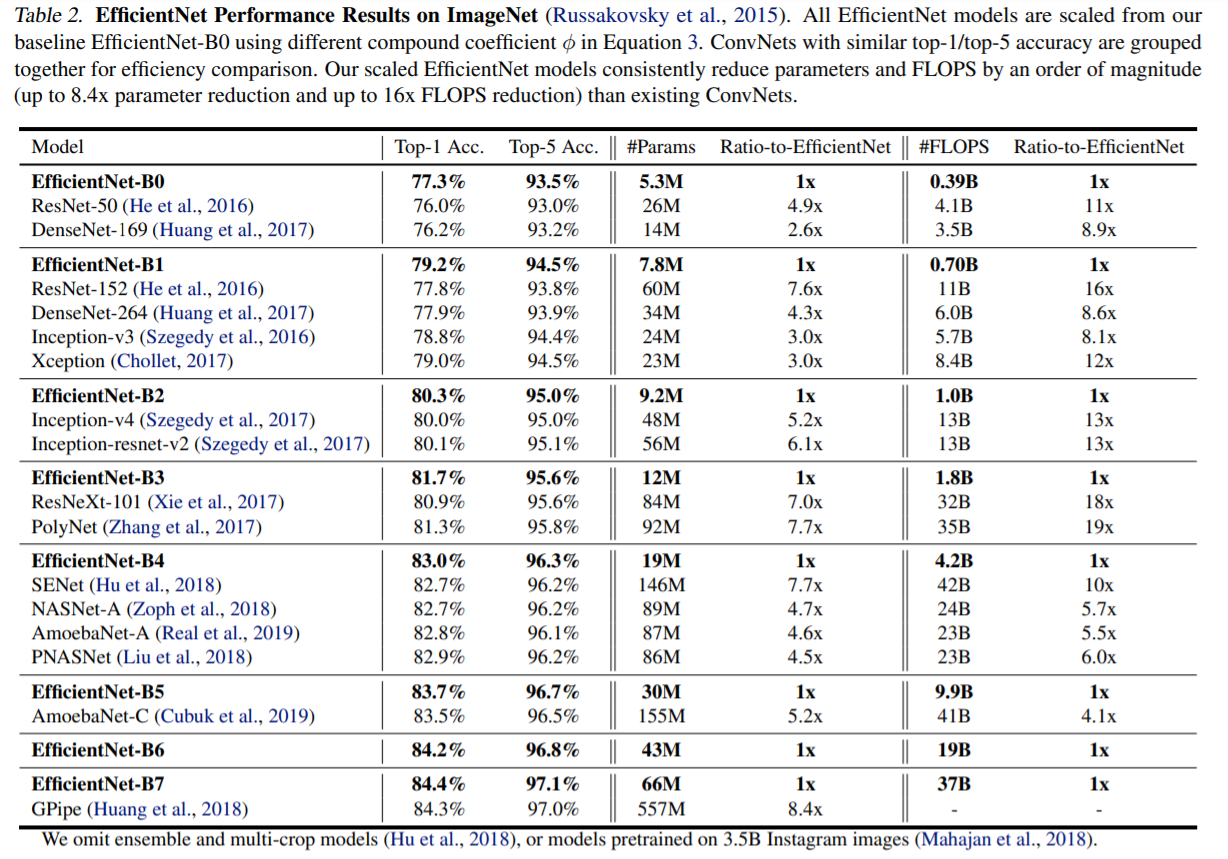 Table 2. EfficientNet Performance Results on ImageNet (Russakovsky et al., 2015). All EfficientNet models are scaled from our
baseline EfficientNet-B0 using different compound coefficient ϕ in Equation 3. ConvNets with similar top-1/top-5 accuracy are grouped
together for efficiency comparison. Our scaled EfficientNet models consistently reduce parameters and FLOPS by an order of magnitude
(up to 8.4x parameter reduction and up to 16x FLOPS reduction) than existing ConvNets.
Model Top-1 Acc. Top-5 Acc. #Params Ratio-to-EfficientNet #FLOPS Ratio-to-EfficientNet
EfficientNet-B0 77.3% 93.5% 5.3M 1x 0.39B 1x
ResNet-50 (He et al., 2016) 76.0% 93.0% 26M 4.9x 4.1B 11x
DenseNet-169 (Huang et al., 2017) 76.2% 93.2% 14M 2.6x 3.5B 8.9x
EfficientNet-B1 79.2% 94.5% 7.8M 1x 0.70B 1x
ResNet-152 (He et al., 2016) 77.8% 93.8% 60M 7.6x 11B 16x
DenseNet-264 (Huang et al., 2017) 77.9% 93.9% 34M 4.3x 6.0B 8.6x
Inception-v3 (Szegedy et al., 2016) 78.8% 94.4% 24M 3.0x 5.7B 8.1x
Xception (Chollet, 2017) 79.0% 94.5% 23M 3.0x 8.4B 12x
EfficientNet-B2 80.3% 95.0% 9.2M 1x 1.0B 1x
Inception-v4 (Szegedy et al., 2017) 80.0% 95.0% 48M 5.2x 13B 13x
Inception-resnet-v2 (Szegedy et al., 2017) 80.1% 95.1% 56M 6.1x 13B 13x
EfficientNet-B3 81.7% 95.6% 12M 1x 1.8B 1x
ResNeXt-101 (Xie et al., 2017) 80.9% 95.6% 84M 7.0x 32B 18x
PolyNet (Zhang et al., 2017) 81.3% 95.8% 92M 7.7x 35B 19x
EfficientNet-B4 83.0% 96.3% 19M 1x 4.2B 1x
SENet (Hu et al., 2018) 82.7% 96.2% 146M 7.7x 42B 10x
NASNet-A (Zoph et al., 2018) 82.7% 96.2% 89M 4.7x 24B 5.7x
AmoebaNet-A (Real et al., 2019) 82.8% 96.1% 87M 4.6x 23B 5.5x
PNASNet (Liu et al., 2018) 82.9% 96.2% 86M 4.5x 23B 6.0x
EfficientNet-B5 83.7% 96.7% 30M 1x 9.9B 1x
AmoebaNet-C (Cubuk et al., 2019) 83.5% 96.5% 155M 5.2x 41B 4.1x
EfficientNet-B6 84.2% 96.8% 43M 1x 19B 1x
EfficientNet-B7 84.4% 97.1% 66M 1x 37B 1x
GPipe (Huang et al., 2018) 84.3% 97.0% 557M 8.4x - -
We omit ensemble and multi-crop models (Hu et al., 2018), or models pretrained on 3.5B Instagram images (Mahajan et al., 2018).